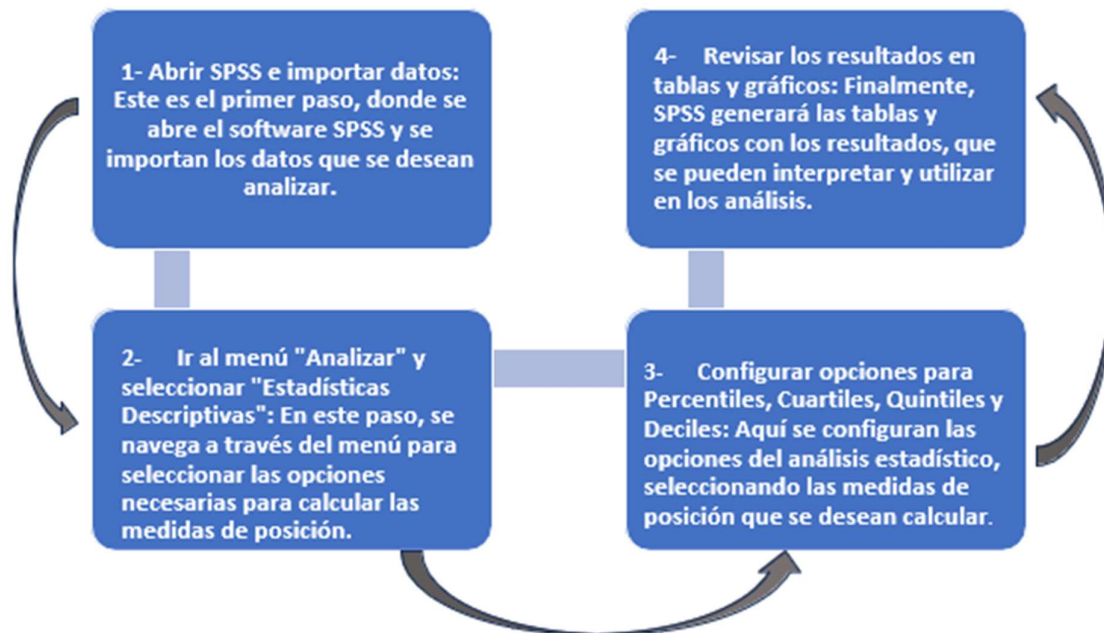 1- Abrir SPSS e importar datos:
Este es el primer paso, donde se
abre el software SPSS y se
importan los datos que se desean
analizar.
2- Ir al menú "Analizar" y
seleccionar "Estadísticas
Descriptivas": En este paso, se
navega a través del menú para
seleccionar las opciones
necesarias para calcular las
medidas de posición.
3- Configurar opciones para
Percentiles, Cuartiles, Quintiles y
Deciles: Aquí se configuran las
opciones del análisis estadístico,
seleccionando las medidas de
posición que se desean calcular.
4- Revisar los resultados en
tablas y gráficos: Finalmente,
SPSS generará las tablas y
gráficos con los resultados, que
se pueden interpretar y utilizar
en los análisis.